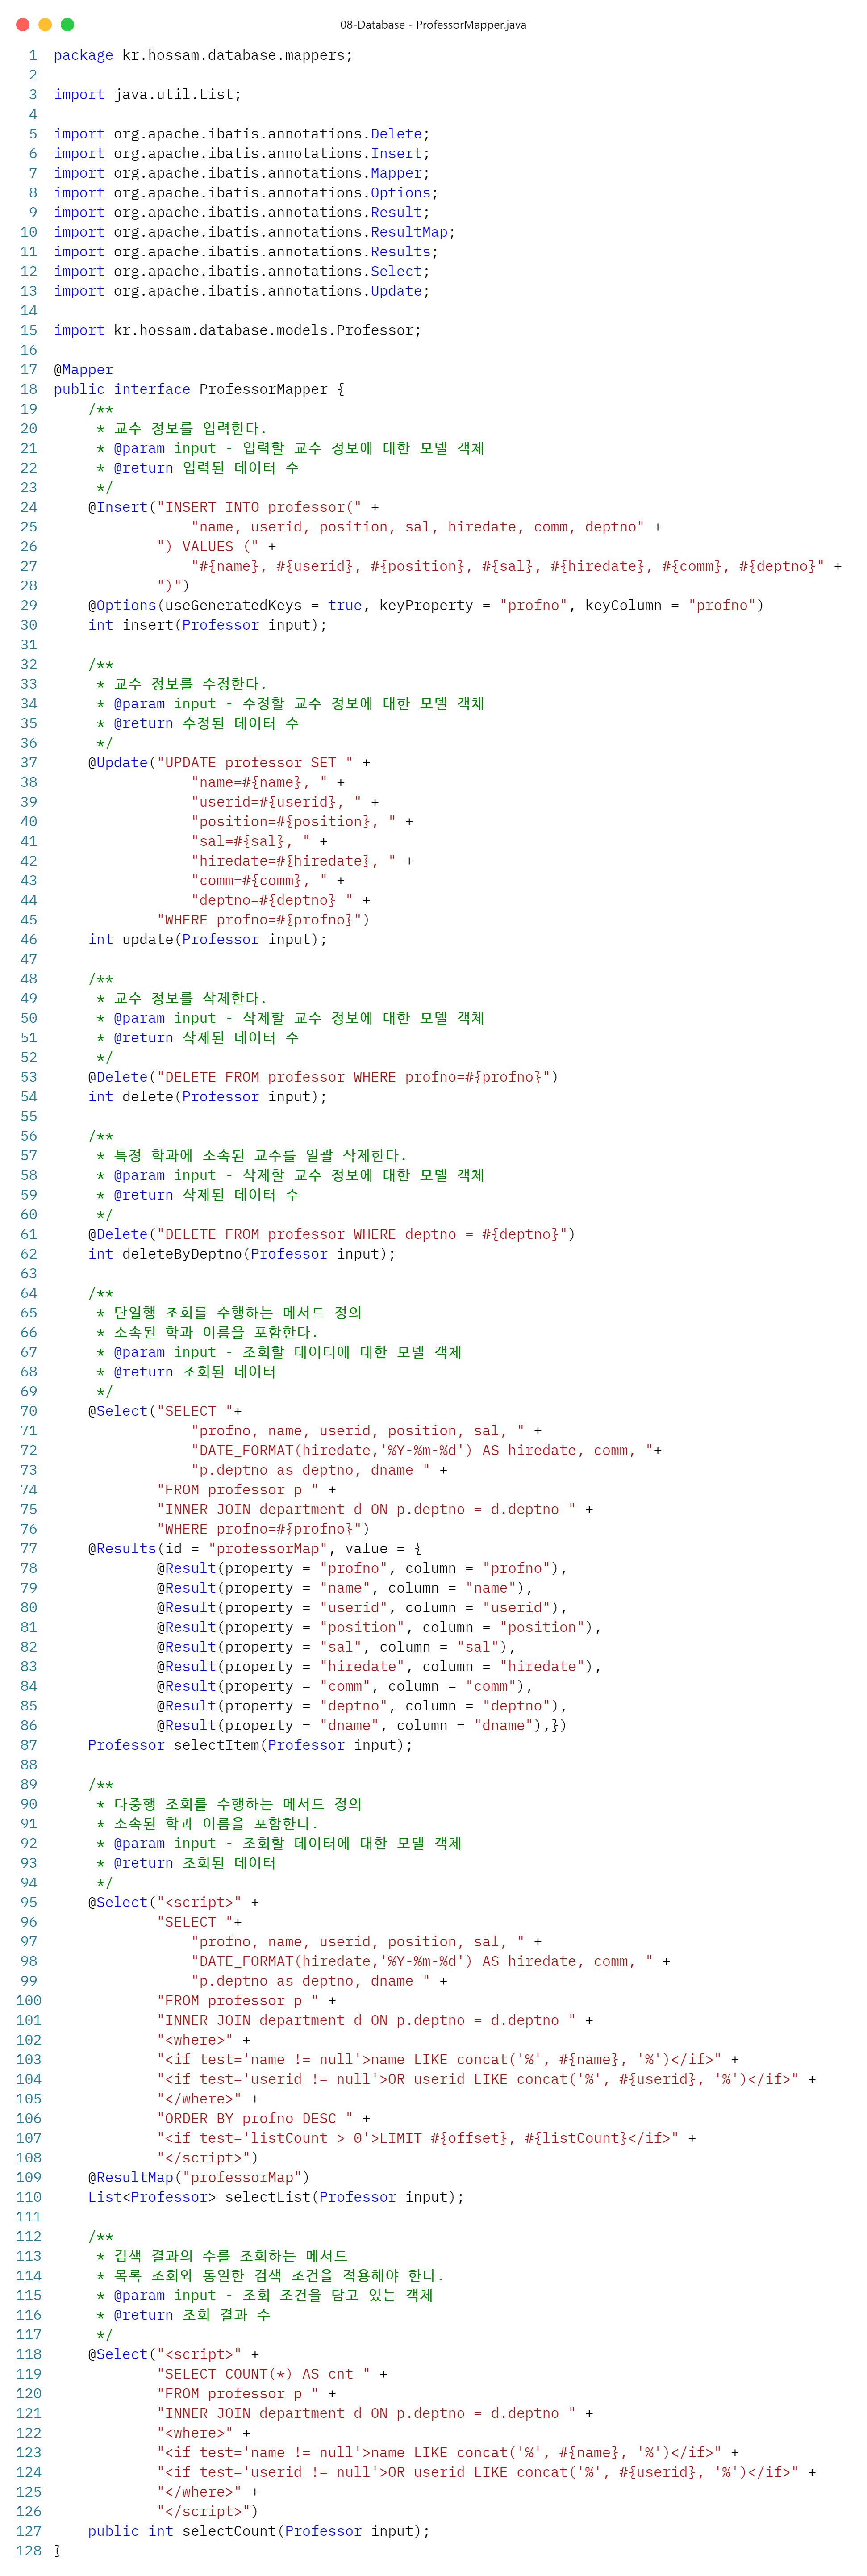 08-Database - ProfessorMapper.java
1 package kr.hossam.database.mappers;
2
3 import java.util.List;
4
5 import org.apache.ibatis.annotations.Delete;
6 import org.apache.ibatis.annotations.Insert;
7 import org.apache.ibatis.annotations.Mapper;
8 import org.apache.ibatis.annotations.Options;
9 import org.apache.ibatis.annotations.Result;
10 import org.apache.ibatis.annotations.ResultMap;
11 import org.apache.ibatis.annotations.Results;
12 import org.apache.ibatis.annotations.Select;
13 import org.apache.ibatis.annotations.Update;
14
15 import kr.hossam.database.models.Professor;
16
17 @Mapper
18 public interface ProfessorMapper {
19     /**
20      * 교수 정보를 입력한다.
21      * @param input - 입력할 교수 정보에 대한 모델 객체
22      * @return 입력된 데이터 수
23      */
24     @Insert("INSERT INTO professor(" +
25                 "name, userid, position, sal, hiredate, comm, deptno" +
26             ") VALUES (" +
27                 "#{name}, #{userid}, #{position}, #{sal}, #{hiredate}, #{comm}, #{deptno}" +
28             ")")
29     @Options(useGeneratedKeys = true, keyProperty = "profno", keyColumn = "profno")
30     int insert(Professor input);
31
32     /**
33      * 교수 정보를 수정한다.
34      * @param input - 수정할 교수 정보에 대한 모델 객체
35      * @return 수정된 데이터 수
36      */
37     @Update("UPDATE professor SET " +
38                 "name=#{name}, " +
39                 "userid=#{userid}, " +
40                 "position=#{position}, " +
41                 "sal=#{sal}, " +
42                 "hiredate=#{hiredate}, " +
43                 "comm=#{comm}, " +
44                 "deptno=#{deptno} " +
45             "WHERE profno=#{profno}")
46     int update(Professor input);
47
48     /**
49      * 교수 정보를 삭제한다.
50      * @param input - 삭제할 교수 정보에 대한 모델 객체
51      * @return 삭제된 데이터 수
52      */
53     @Delete("DELETE FROM professor WHERE profno=#{profno}")
54     int delete(Professor input);
55
56     /**
57      * 특정 학과에 소속된 교수를 일괄 삭제한다.
58      * @param input - 삭제할 교수 정보에 대한 모델 객체
59      * @return 삭제된 데이터 수
60      */
61     @Delete("DELETE FROM professor WHERE deptno = #{deptno}")
62     int deleteByDeptno(Professor input);
63
64     /**
65      * 단일행 조회를 수행하는 메서드 정의
66      * 소속된 학과 이름을 포함한다.
67      * @param input - 조회할 데이터에 대한 모델 객체
68      * @return 조회된 데이터
69      */
70     @Select("SELECT "+
71                 "profno, name, userid, position, sal, " +
72                 "DATE_FORMAT(hiredate,'%Y-%m-%d') AS hiredate, comm, "+
73                 "p.deptno as deptno, dname " +
74             "FROM professor p " +
75             "INNER JOIN department d ON p.deptno = d.deptno " +
76             "WHERE profno=#{profno}")
77     @Results(id = "professorMap", value = {
78             @Result(property = "profno", column = "profno"),
79             @Result(property = "name", column = "name"),
80             @Result(property = "userid", column = "userid"),
81             @Result(property = "position", column = "position"),
82             @Result(property = "sal", column = "sal"),
83             @Result(property = "hiredate", column = "hiredate"),
84             @Result(property = "comm", column = "comm"),
85             @Result(property = "deptno", column = "deptno"),
86             @Result(property = "dname", column = "dname"),})
87     Professor selectItem(Professor input);
88
89     /**
90      * 다중행 조회를 수행하는 메서드 정의
91      * 소속된 학과 이름을 포함한다.
92      * @param input - 조회할 데이터에 대한 모델 객체
93      * @return 조회된 데이터
94      */
95     @Select("<script>" +
96             "SELECT "+
97                 "profno, name, userid, position, sal, " +
98                 "DATE_FORMAT(hiredate,'%Y-%m-%d') AS hiredate, comm, " +
99                 "p.deptno as deptno, dname " +
100             "FROM professor p " +
101             "INNER JOIN department d ON p.deptno = d.deptno " +
102             "<where>" +
103             "<if test='name != null'>name LIKE concat('%', #{name}, '%')</if>" +
104             "<if test='userid != null'>OR userid LIKE concat('%', #{userid}, '%')</if>" +
105             "</where>" +
106             "ORDER BY profno DESC " +
107             "<if test='listCount > 0'>LIMIT #{offset}, #{listCount}</if>" +
108             "</script>")
109     @ResultMap("professorMap")
110     List<Professor> selectList(Professor input);
111
112     /**
113      * 검색 결과의 수를 조회하는 메서드
114      * 목록 조회와 동일한 검색 조건을 적용해야 한다.
115      * @param input - 조회 조건을 담고 있는 객체
116      * @return 조회 결과 수
117      */
118     @Select("<script>" +
119             "SELECT COUNT(*) AS cnt " +
120             "FROM professor p " +
121             "INNER JOIN department d ON p.deptno = d.deptno " +
122             "<where>" +
123             "<if test='name != null'>name LIKE concat('%', #{name}, '%')</if>" +
124             "<if test='userid != null'>OR userid LIKE concat('%', #{userid}, '%')</if>" +
125             "</where>" +
126             "</script>")
127     public int selectCount(Professor input);
128 }